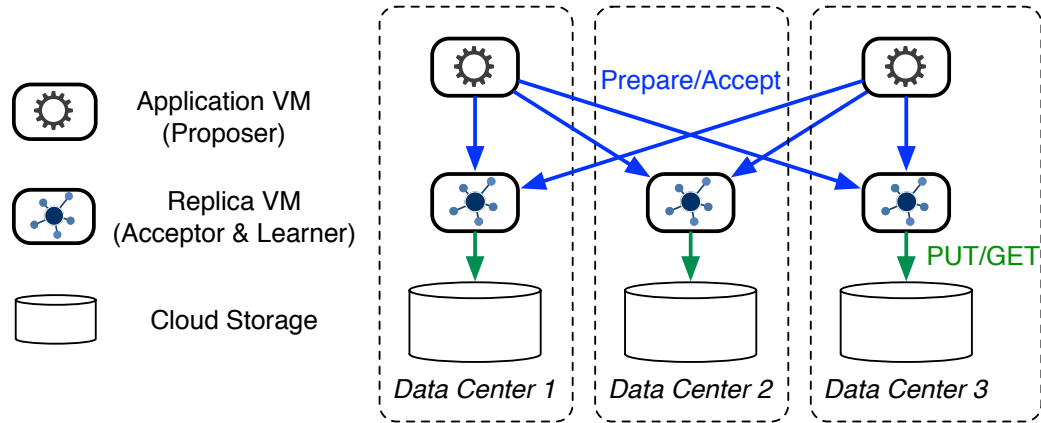 Application VM
(Proposer)
Replica VM
(Acceptor & Learner)
Cloud Storage
Prepare/Accept
PUT/GET
Data Center 1
Data Center 2
Data Center 3